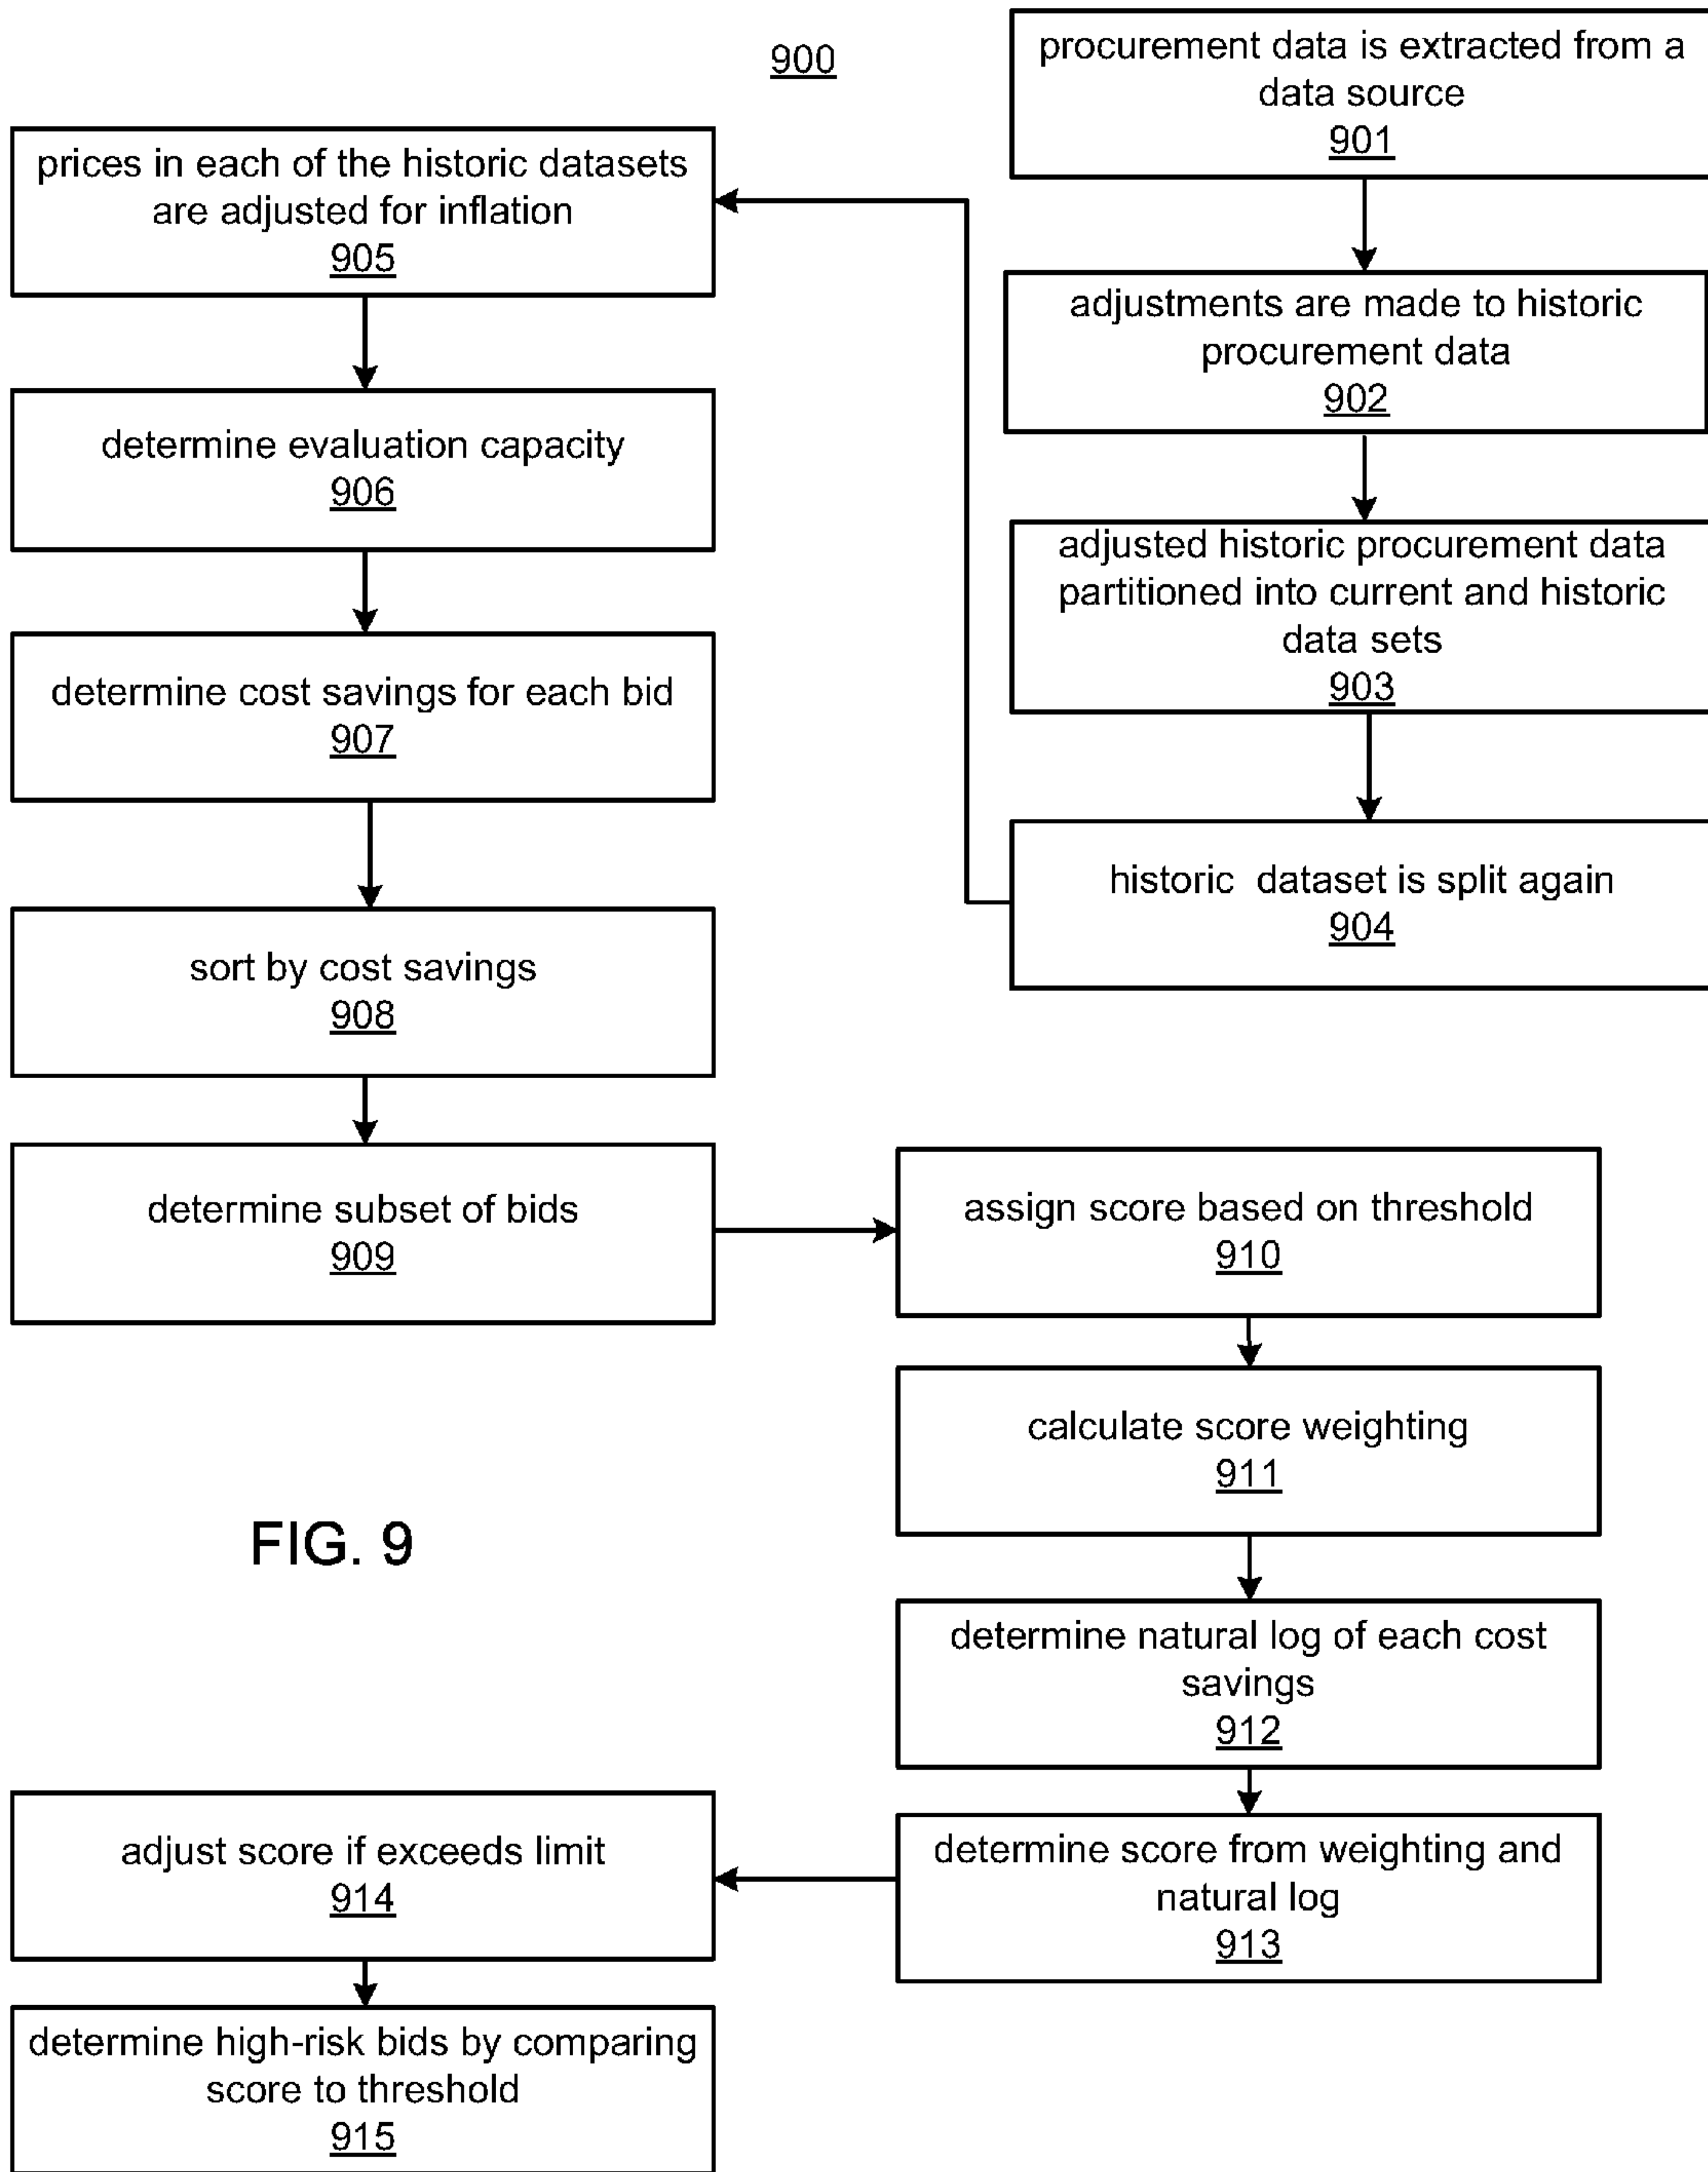 900
procurement data is extracted from a
data source
901
adjustments are made to historic
procurement data
902
adjusted historic procurement data
partitioned into current and historic
data sets
903
historic dataset is split again
904
prices in each of the historic datasets
are adjusted for inflation
905
determine evaluation capacity
906
determine cost savings for each bid
907
sort by cost savings
908
determine subset of bids
909
assign score based on threshold
910
calculate score weighting
911
determine natural log of each cost
savings
912
determine score from weighting and
natural log
913
adjust score if exceeds limit
914
determine high-risk bids by comparing
score to threshold
915
FIG. 9